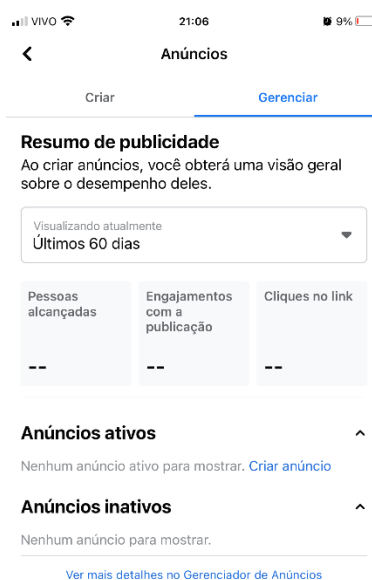 VIVO 21:06 9%
Anúncios
Criar Gerenciar
Resumo de publicidade
Ao criar anúncios, você obterá uma visão geral
sobre o desempenho deles.
Visualizando atualmente
Últimos 60 dias
Pessoas
alcançadas
--
Engajamentos
com a
publicação
--
Cliques no link
--
Anúncios ativos
Nenhum anúncio ativo para mostrar. Criar anúncio
Anúncios inativos
Nenhum anúncio para mostrar.
Ver mais detalhes no Gerenciador de Anúncios